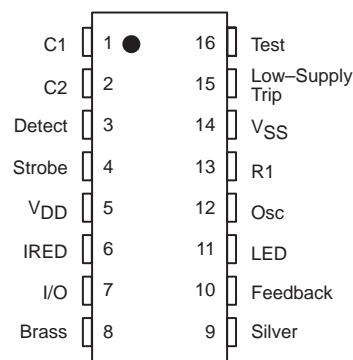 C1 1 16 Test
C2 2 15 Low–Supply Trip
Detect 3 14 VSS
Strobe 4 13 R1
VDD 5 12 Osc
IRED 6 11 LED
I/O 7 10 Feedback
Brass 8 9 Silver